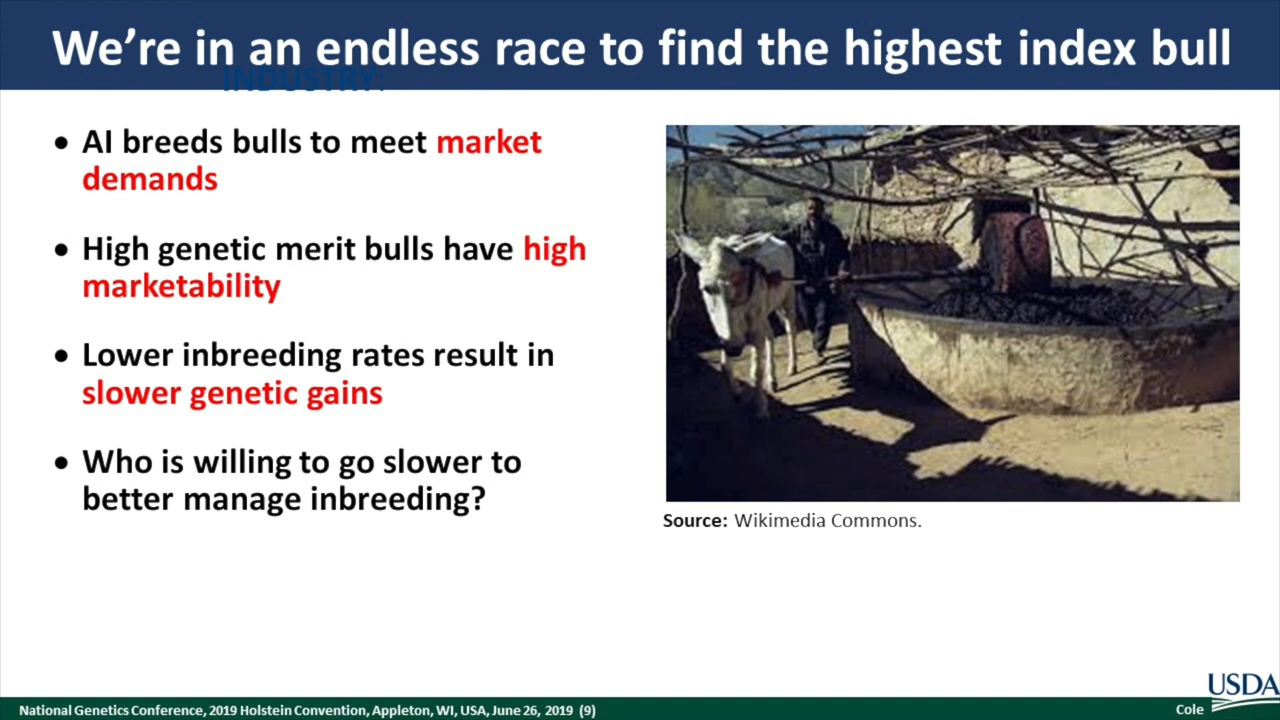 We're in an endless race to find the highest index bull
INDUSTRY:
• AI breeds bulls to meet market
demands
• High genetic merit bulls have high
marketability
• Lower inbreeding rates result in
slower genetic gains
• Who is willing to go slower to
better manage inbreeding?
Source: Wikimedia Commons.
National Genetics Conference, 2019 Holstein Convention, Appleton, WI, USA, June 26, 2019 (9)
Cole
USDA